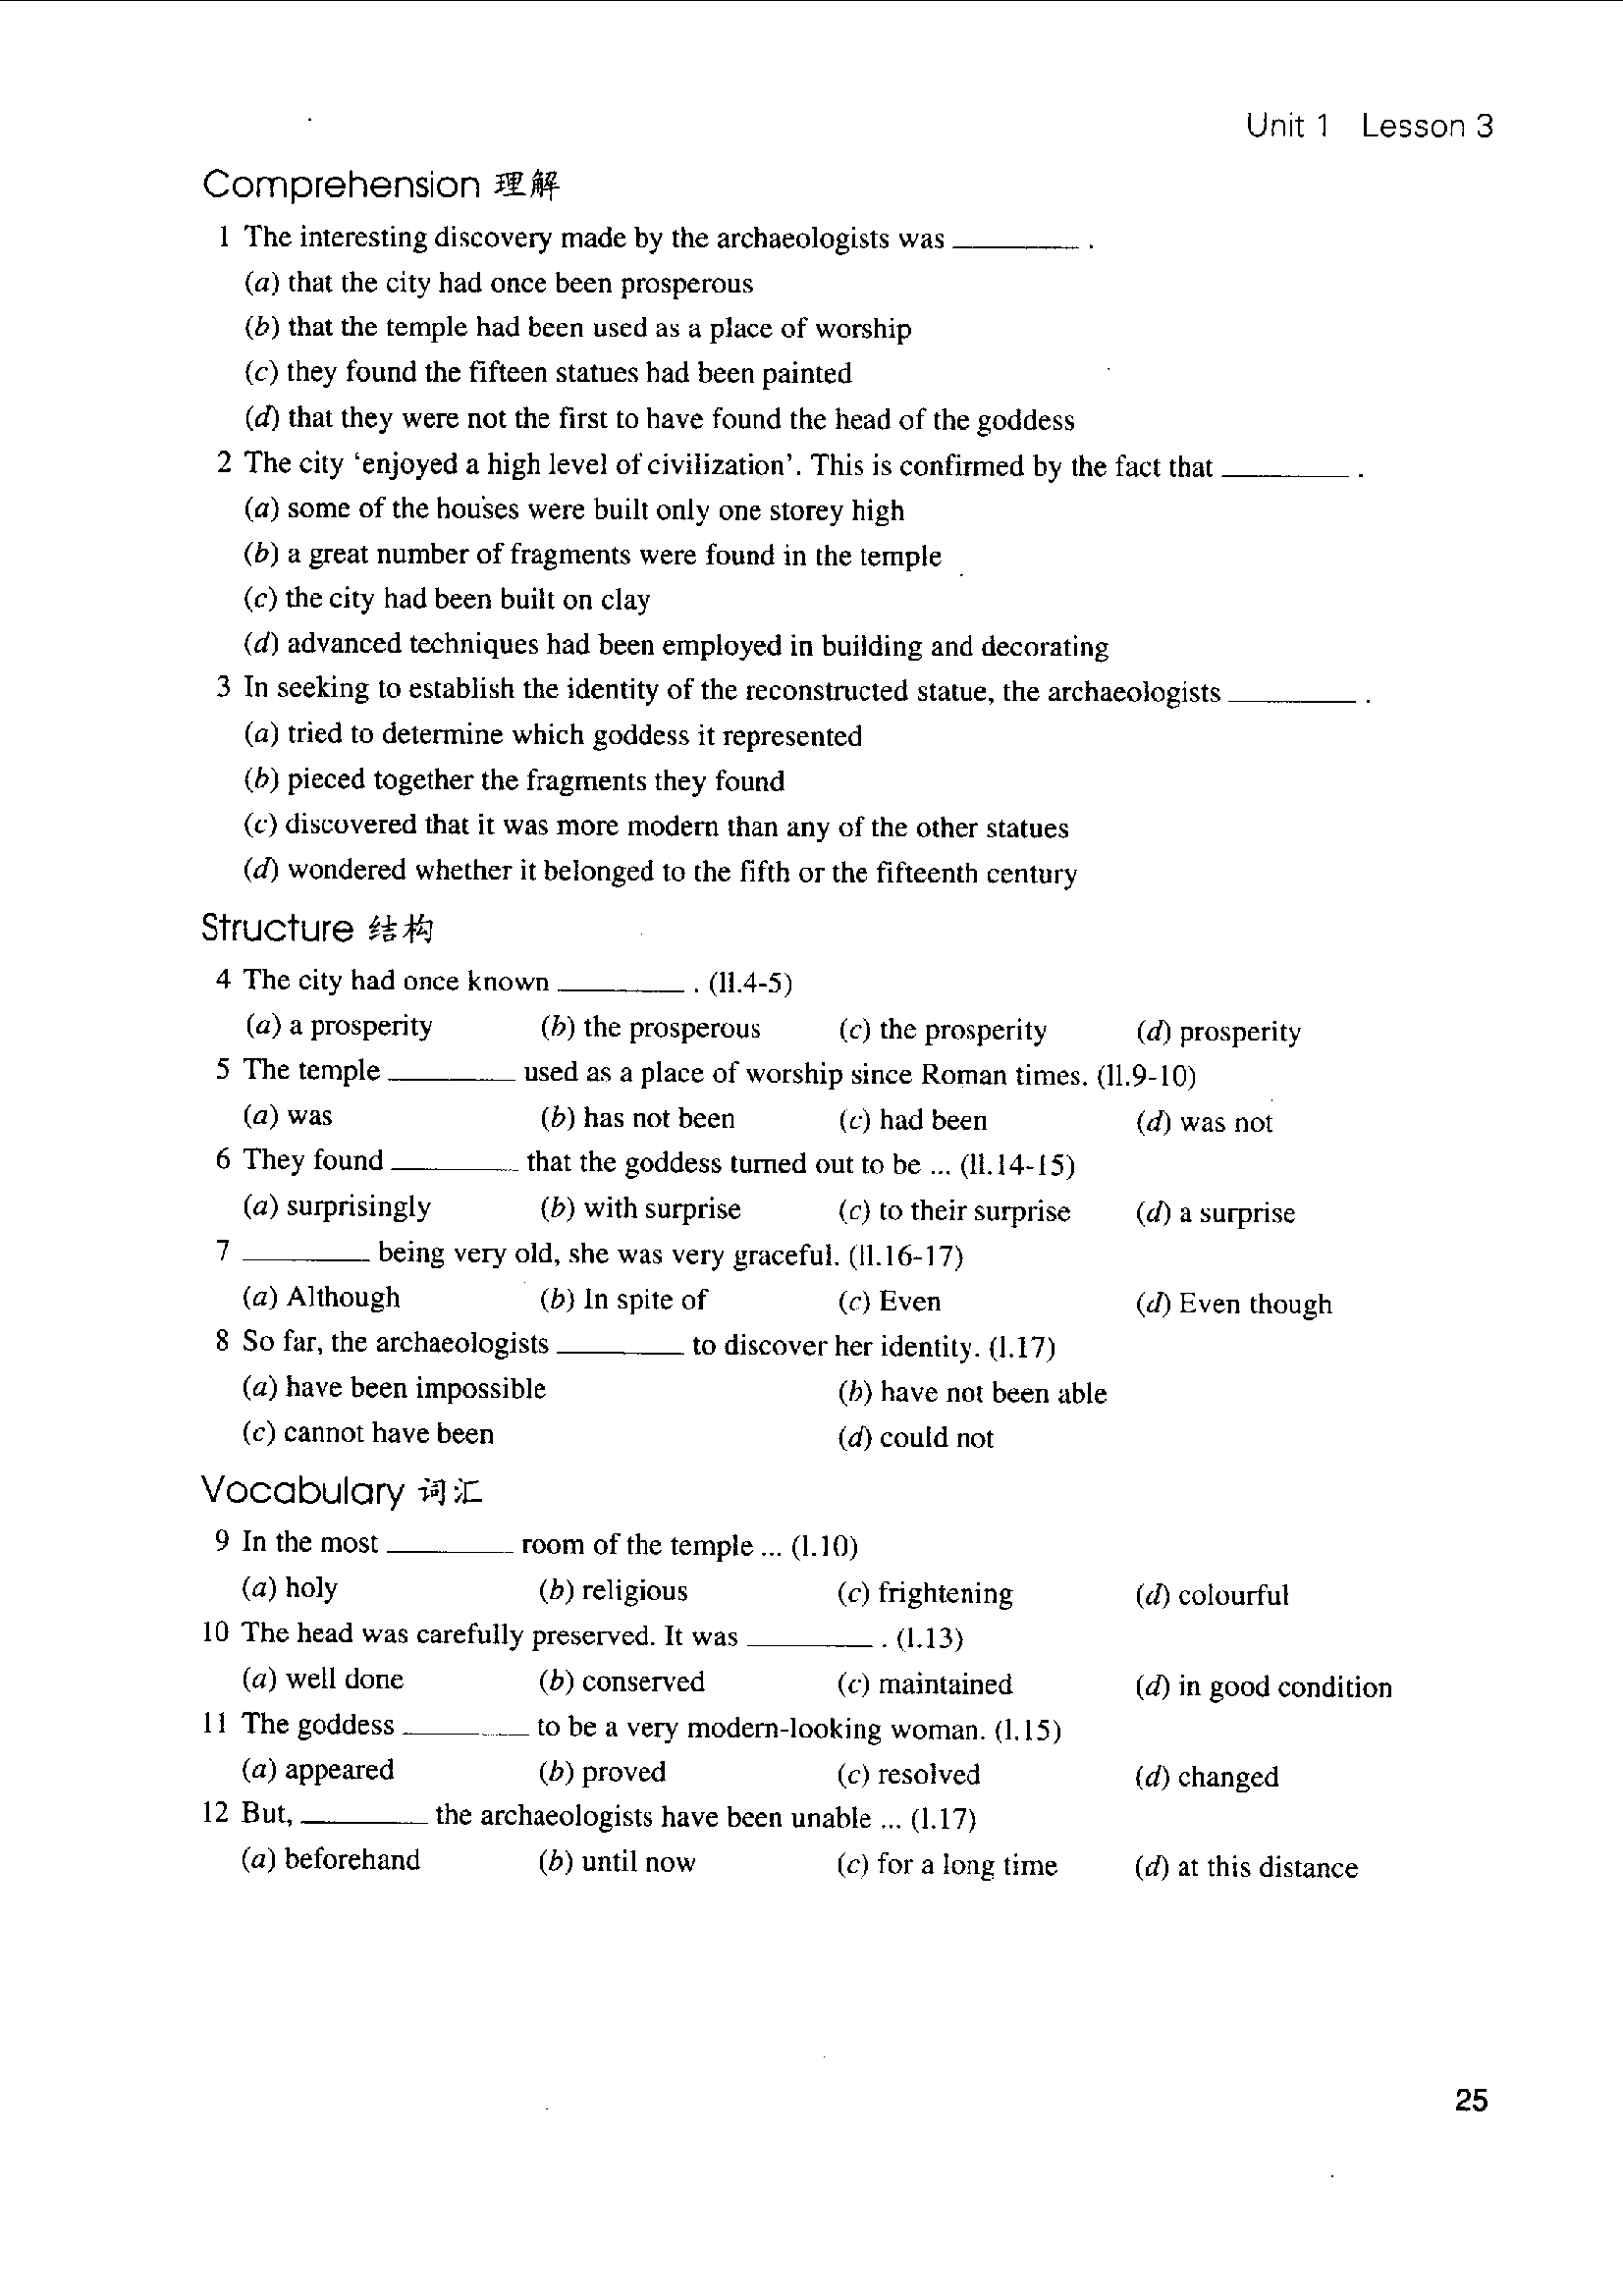 Unit 1 Lesson 3
Comprehension 理解
1 The interesting discovery made by the archaeologists was ________ .
(a) that the city had once been prosperous
(b) that the temple had been used as a place of worship
(c) they found the fifteen statues had been painted
(d) that they were not the first to have found the head of the goddess
2 The city ‘enjoyed a high level of civilization’. This is confirmed by the fact that ________ .
(a) some of the houses were built only one storey high
(b) a great number of fragments were found in the temple
(c) the city had been built on clay
(d) advanced techniques had been employed in building and decorating
3 In seeking to establish the identity of the reconstructed statue, the archaeologists ________ .
(a) tried to determine which goddess it represented
(b) pieced together the fragments they found
(c) discovered that it was more modern than any of the other statues
(d) wondered whether it belonged to the fifth or the fifteenth century
Structure 结构
4 The city had once known ________ . (ll.4-5)
(a) a prosperity (b) the prosperous (c) the prosperity (d) prosperity
5 The temple ________ used as a place of worship since Roman times. (ll.9-10)
(a) was (b) has not been (c) had been (d) was not
6 They found ________ that the goddess turned out to be ... (ll.14-15)
(a) surprisingly (b) with surprise (c) to their surprise (d) a surprise
7 ________ being very old, she was very graceful. (ll.16-17)
(a) Although (b) In spite of (c) Even (d) Even though
8 So far, the archaeologists ________ to discover her identity. (l.17)
(a) have been impossible (b) have not been able
(c) cannot have been (d) could not
Vocabulary 词汇
9 In the most ________ room of the temple ... (l.10)
(a) holy (b) religious (c) frightening (d) colourful
10 The head was carefully preserved. It was ________ . (l.13)
(a) well done (b) conserved (c) maintained (d) in good condition
11 The goddess ________ to be a very modern-looking woman. (l.15)
(a) appeared (b) proved (c) resolved (d) changed
12 But, ________ the archaeologists have been unable ... (l.17)
(a) beforehand (b) until now (c) for a long time (d) at this distance
25